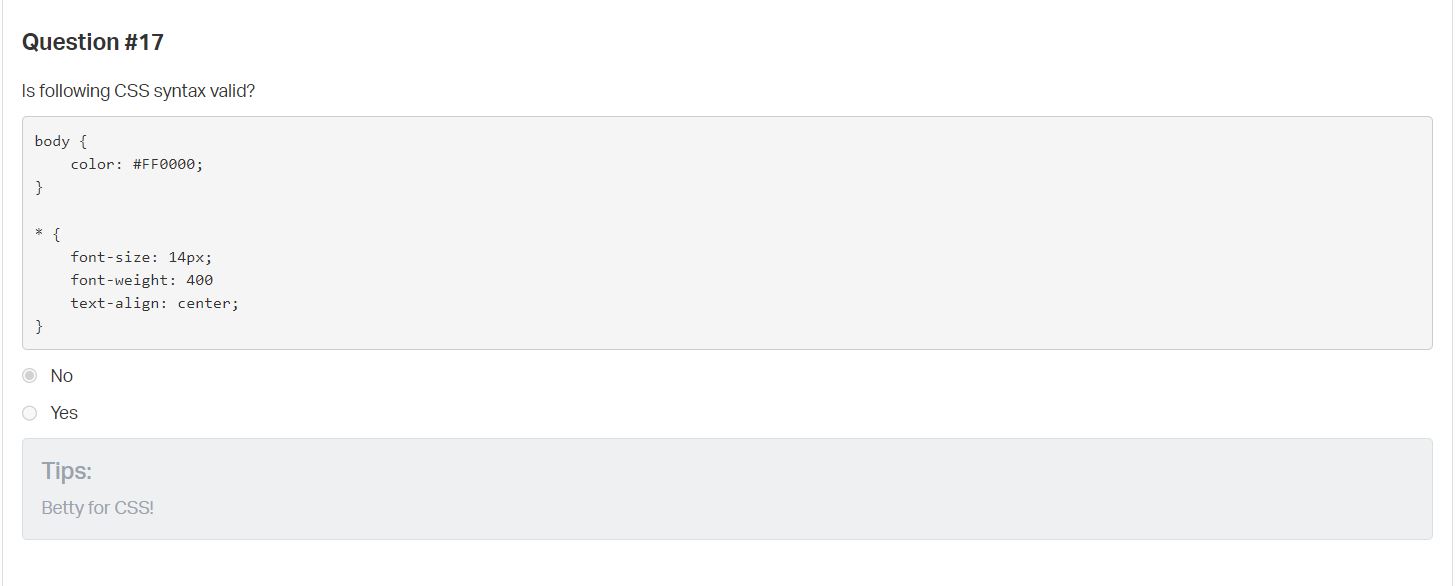 Question #17
Is following CSS syntax valid?
body {
    color: #FF0000;
}
* {
    font-size: 14px;
    font-weight: 400
    text-align: center;
}
No
Yes
Tips:
Betty for CSS!